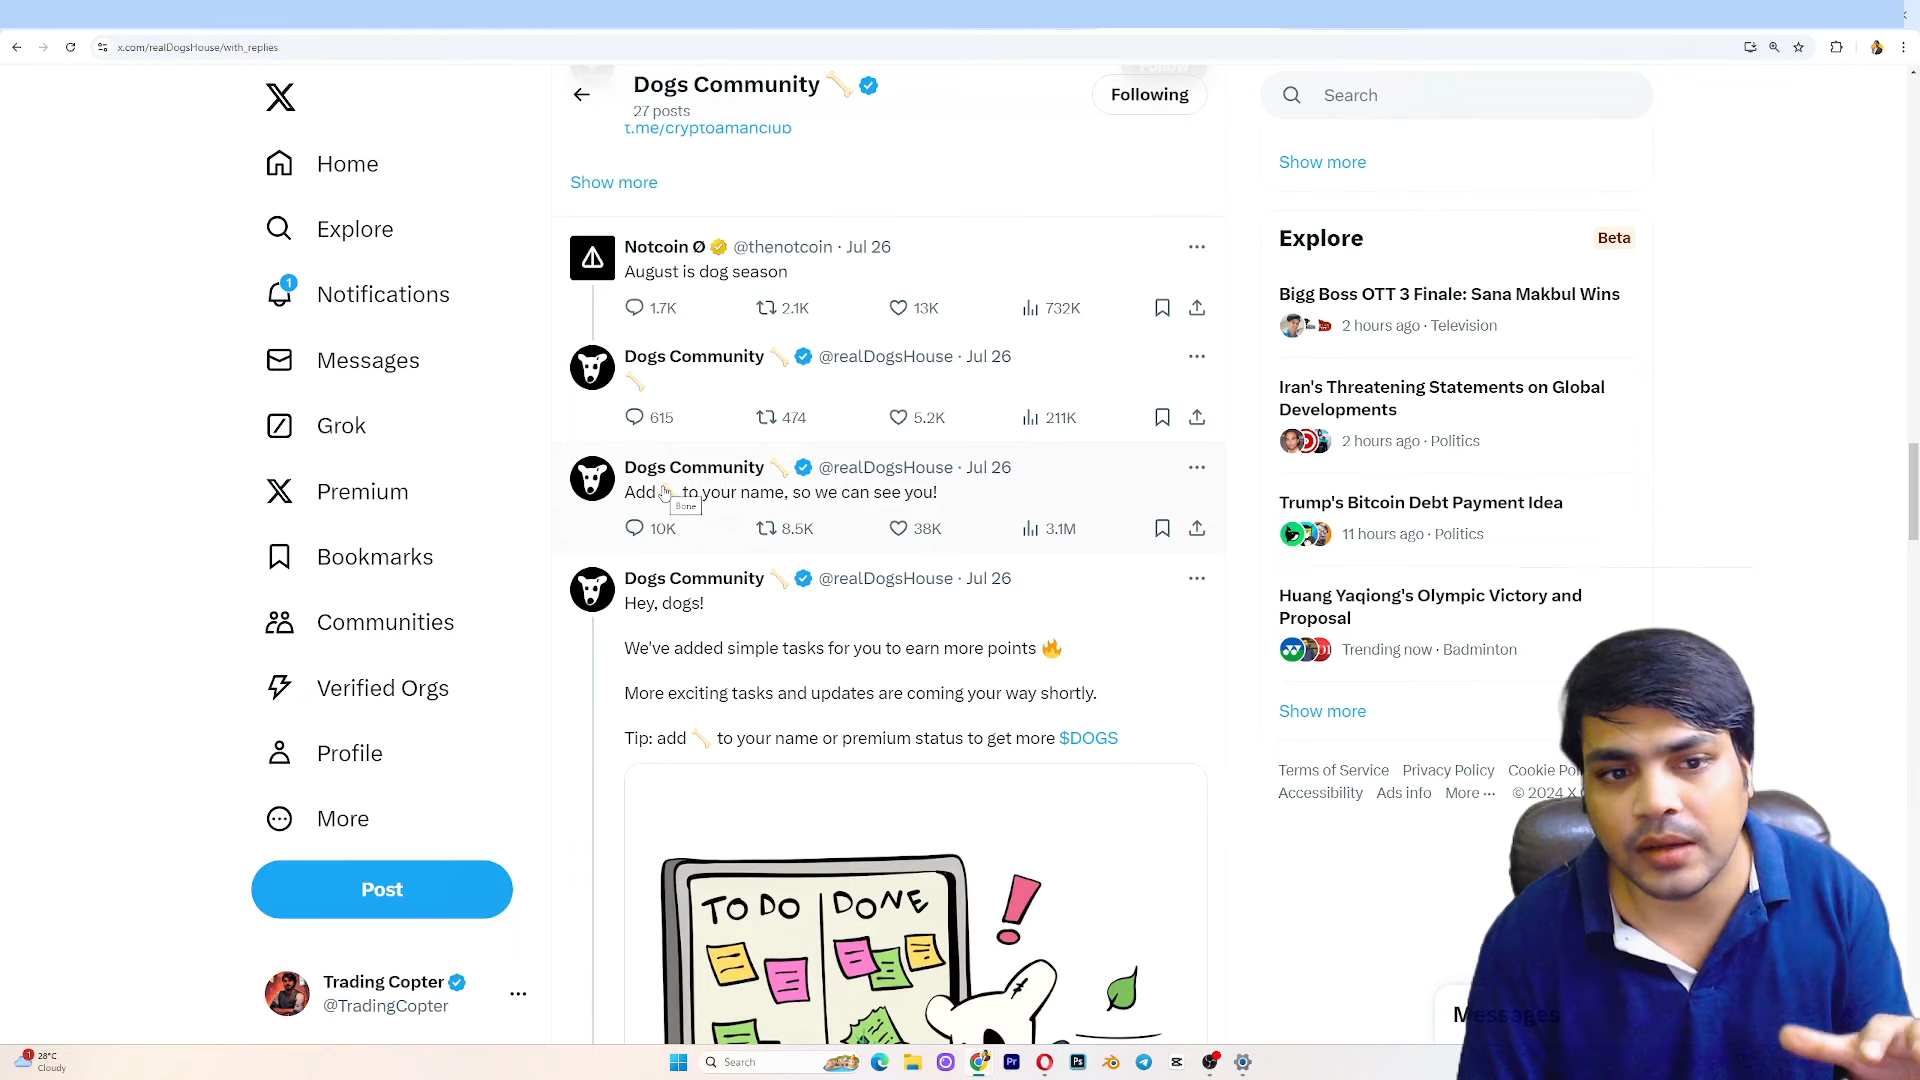 x.com/realDogsHouse/with_replies
Dogs Community 🦴
27 posts
Following
Search
t.me/cryptoamanclub
Show more
Home
Explore
Notifications
1
Messages
Grok
Premium
Bookmarks
Communities
Verified Orgs
Profile
More
Post
Trading Copter
@TradingCopter
Notcoin Ø @thenotcoin · Jul 26
August is dog season
1.7K 2.1K 13K 732K
Dogs Community 🦴 @realDogsHouse · Jul 26
🦴
615 474 5.2K 211K
Dogs Community 🦴 @realDogsHouse · Jul 26
Add 🦴 to your name, so we can see you!
Bone
10K 8.5K 38K 3.1M
Dogs Community 🦴 @realDogsHouse · Jul 26
Hey, dogs!
We've added simple tasks for you to earn more points 🔥
More exciting tasks and updates are coming your way shortly.
Tip: add 🦴 to your name or premium status to get more $DOGS
TO DO DONE
Show more
Explore
Beta
Bigg Boss OTT 3 Finale: Sana Makbul Wins
2 hours ago · Television
Iran's Threatening Statements on Global
Developments
2 hours ago · Politics
Trump's Bitcoin Debt Payment Idea
11 hours ago · Politics
Huang Yaqiong's Olympic Victory and
Proposal
Trending now · Badminton
Show more
Terms of Service Privacy Policy Cookie
Accessibility Ads info More ··· © 2024 X
Messages
1
28°C
Cloudy
Search
Pr
Ps